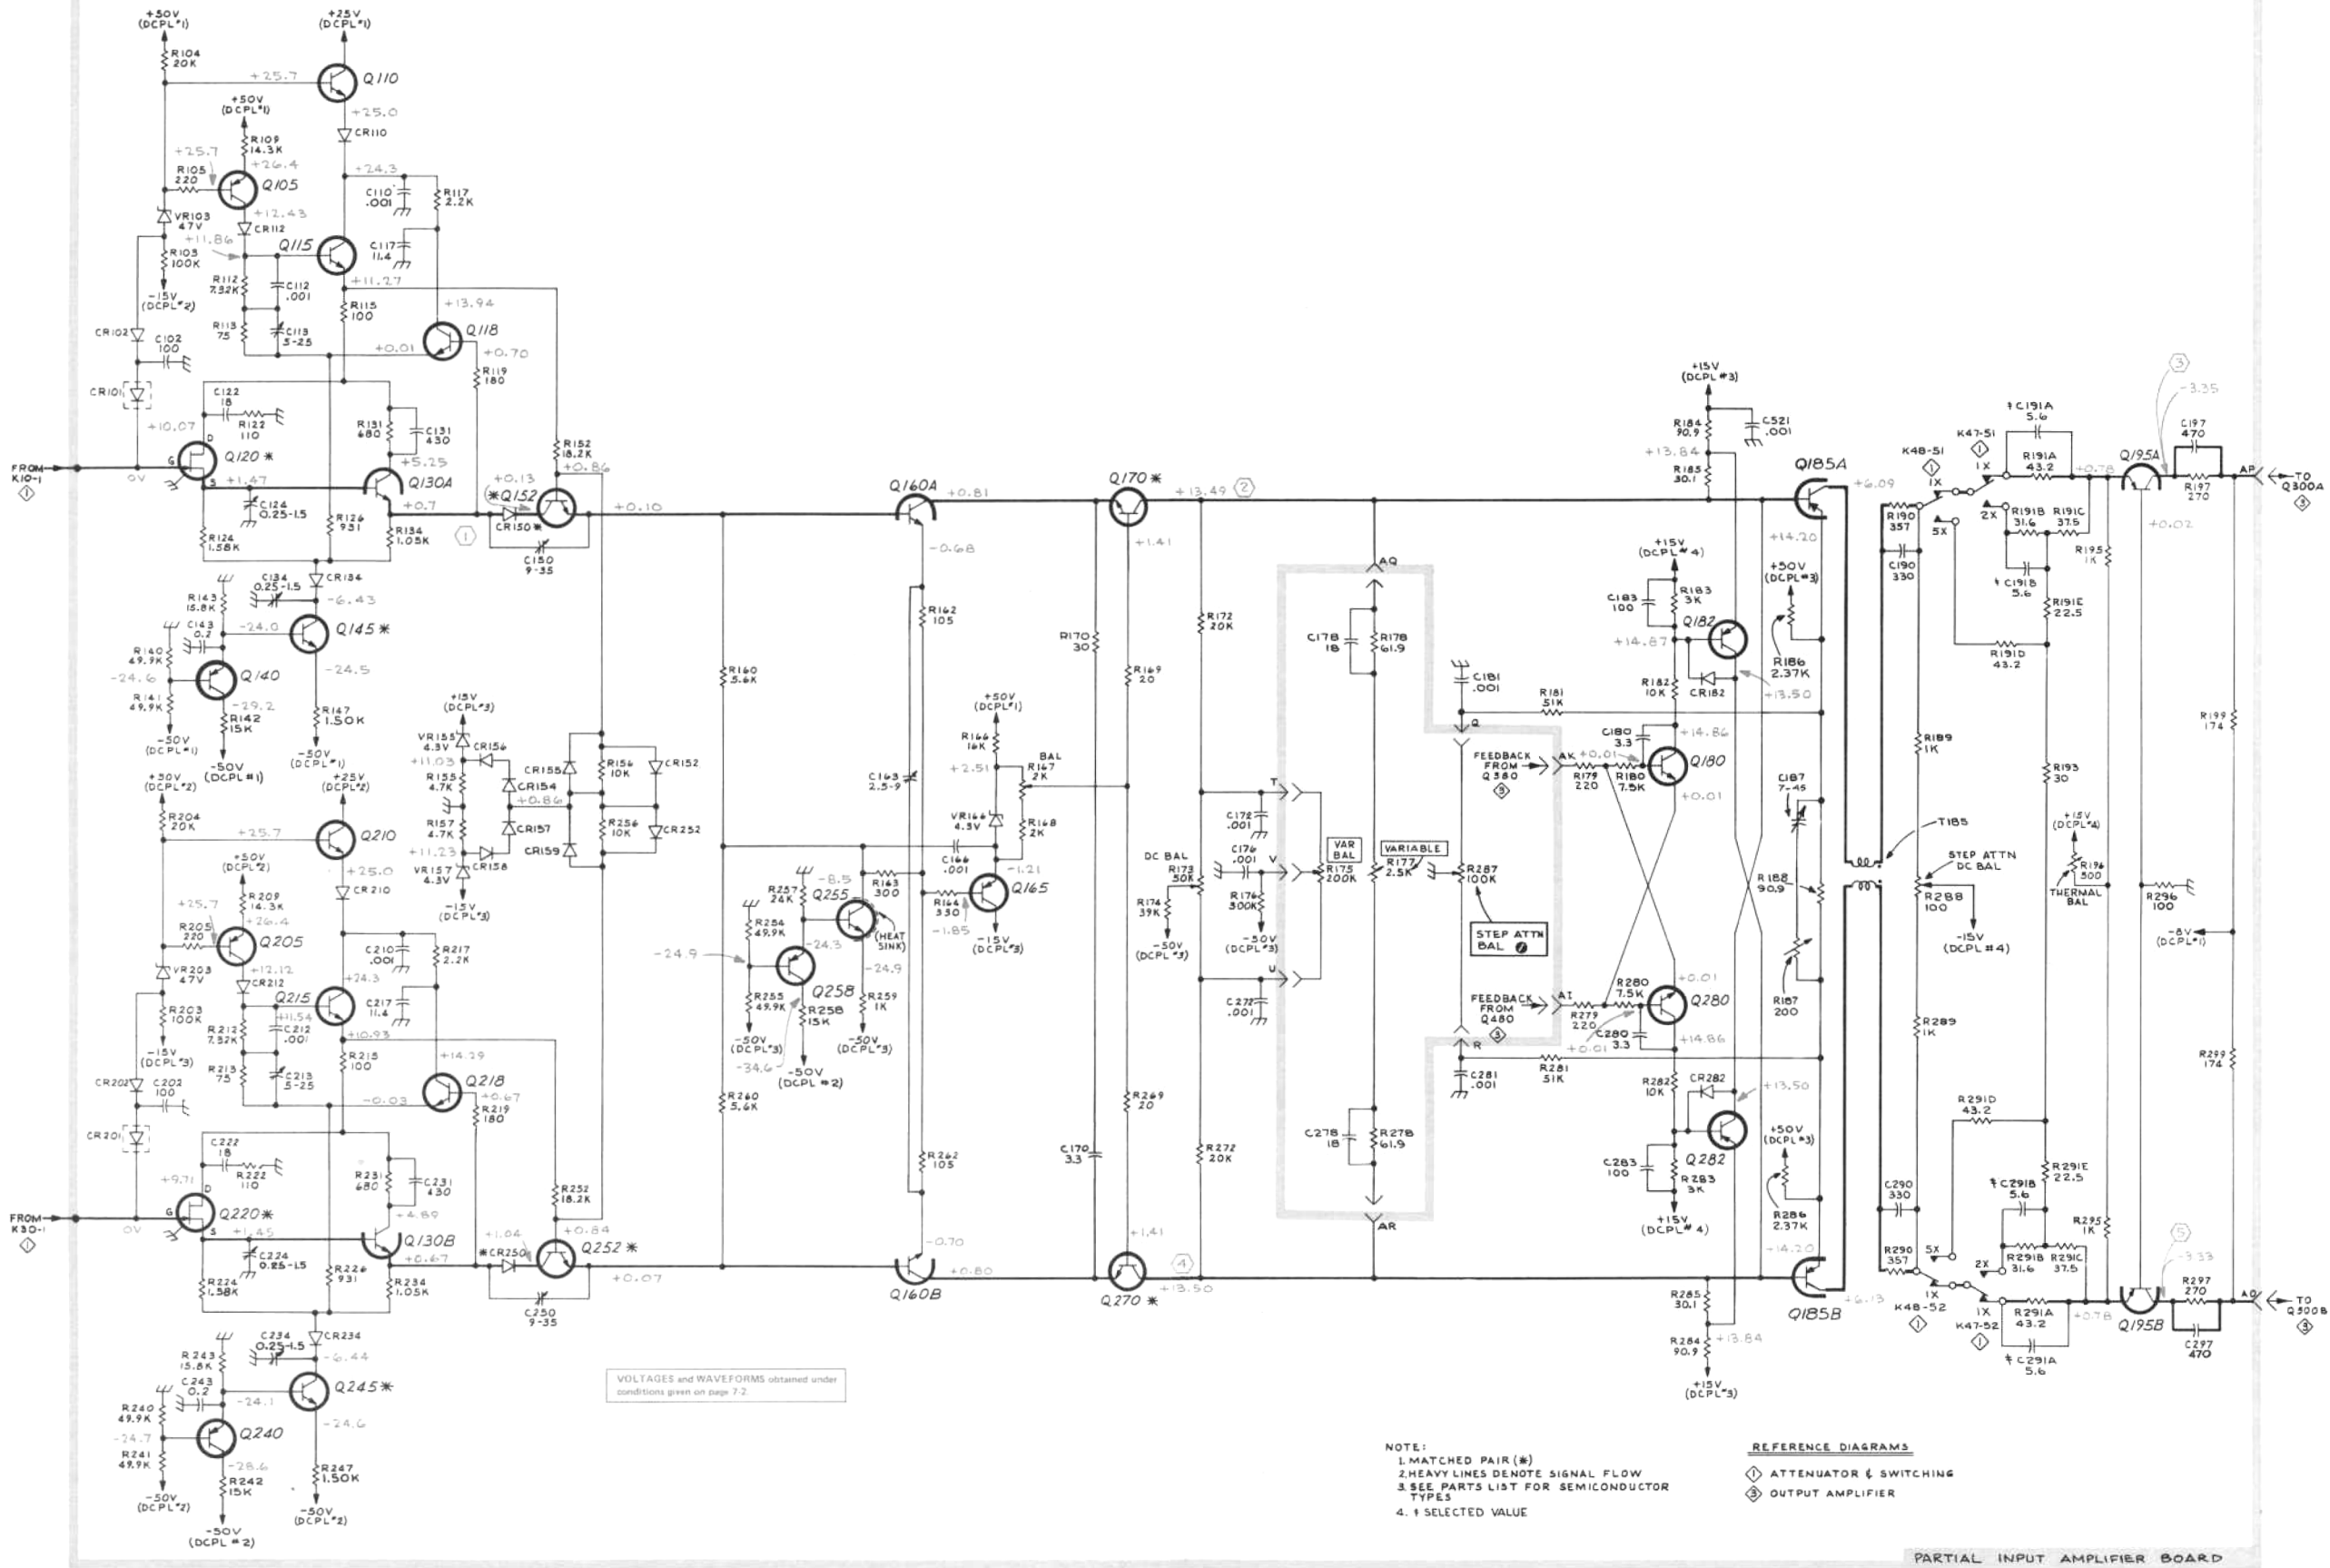 +50V
(DCPL#1)
+25V
(DCPL#1)
R104
20K
+25.7
Q110
+50V
(DCPL#1)
+25.0
CR110
R109
14.3K
+25.7
+26.4
R105
220
Q105
+24.3
C110
.001
R117
2.2K
VR103
47V
+12.43
CR112
+11.86
Q115
C117
11.4
R103
100K
R112
7.32K
C112
.001
+11.27
-15V
(DCPL#2)
R115
100
+13.94
R113
75
C113
5-25
Q118
CR102
C102
100
+0.01
+0.70
R119
180
CR101
C122
18
R122
110
+10.07
R131
680
C131
430
R152
18.2K
D
G
S
Q120*
+5.25
+0.86
FROM
K10-1
1
0V
+1.47
Q130A
+0.13
(*Q152
C124
0.25-1.5
+0.7
CR150*
+0.10
R124
1.58K
R126
931
R134
1.05K
1
C150
9-35
C134
0.25-1.5
CR134
R143
15.8K
-6.43
C143
0.2
-24.0
Q145*
R140
49.9K
-24.6
Q140
-24.5
R141
49.9K
-29.2
R142
15K
R147
1.50K
-50V
(DCPL#1)
-50V
(DCPL#1)
-50V
(DCPL#1)
+15V
(DCPL#3)
VR155
4.3V
CR156
+11.03
R155
4.7K
CR154
CR155
R156
10K
CR152
+0.86
R157
4.7K
CR157
R256
10K
CR252
+11.23
CR158
CR159
VR157
4.3V
-15V
(DCPL#3)
+50V
(DCPL#2)
+25V
(DCPL#2)
R204
20K
+25.7
Q210
+50V
(DCPL#2)
+25.0
CR210
R209
14.3K
+25.7
+26.4
R205
220
Q205
C210
.001
R217
2.2K
VR203
47V
+12.12
CR212
+24.3
Q215
C217
11.4
R203
100K
+11.54
R212
7.32K
C212
.001
+10.93
-15V
(DCPL#3)
R215
100
+14.29
R213
75
C213
5-25
Q218
CR202
C202
100
-0.03
+0.67
R219
180
CR201
C222
18
R222
110
+9.71
R231
680
C231
430
R252
18.2K
D
G
S
Q220*
+4.89
FROM
K30-1
1
0V
+1.45
Q130B
+1.04
+0.84
*CR250
Q252*
C224
0.25-1.5
+0.67
+0.07
R224
1.58K
R226
931
R234
1.05K
C250
9-35
C234
0.25-1.5
CR234
R243
15.8K
-6.44
C243
0.2
Q245*
-24.1
R240
49.9K
-24.7
Q240
-24.6
R241
49.9K
-28.6
R242
15K
R247
1.50K
-50V
(DCPL#2)
-50V
(DCPL#2)
-50V
(DCPL#2)
VOLTAGES and WAVEFORMS obtained under
conditions given on page 7-2.
Q160A
+0.81
-0.68
R162
105
R160
5.6K
+50V
(DCPL#1)
R166
16K
BAL
R167
2K
+2.51
C163
2.5-9
VR166
4.3V
R168
2K
C166
.001
-1.21
R163
300
Q165
R164
330
-1.85
-15V
(DCPL#3)
-8.5
R257
24K
Q255
(HEAT
SINK)
R254
49.9K
-24.3
-24.9
-24.9
Q258
R255
49.9K
R258
15K
R259
1K
-50V
(DCPL#3)
-50V
(DCPL#3)
-34.6
-50V
(DCPL #2)
R260
5.6K
R262
105
-0.70
Q160B
+0.80
Q170*
+13.49
2
+1.41
R170
30
R169
20
R172
20K
DC BAL
R173
50K
R174
39K
-50V
(DCPL#3)
T
C172
.001
C176
.001
V
R176
300K
-50V
(DCPL#3)
U
C272
.001
VAR
BAL
R175
200K
VARIABLE
R177
2.5K
R269
20
C170
3.3
R272
20K
+1.41
4
+13.50
Q270*
AQ
C178
18
R178
61.9
C278
18
R278
61.9
AR
C181
.001
Q
R287
100K
STEP ATTN
BAL
R
C281
.001
R181
51K
FEEDBACK
FROM
Q380
3
AK
+0.01
R179
220
R180
7.5K
FEEDBACK
FROM
Q480
3
AI
R279
220
R280
7.5K
+0.01
R281
51K
+15V
(DCPL#3)
R184
90.9
C521
.001
+13.84
R185
30.1
+15V
(DCPL#4)
C183
100
R183
3K
+14.87
Q182
R182
10K
CR182
+13.50
C180
3.3
+14.86
Q180
+0.01
+0.01
Q280
C280
3.3
+14.86
R282
10K
CR282
+13.50
C283
100
Q282
R283
3K
+15V
(DCPL#4)
R285
30.1
R284
90.9
+13.84
+15V
(DCPL#3)
Q185A
+6.09
+14.20
+50V
(DCPL#3)
R186
2.37K
C187
7-45
R188
90.9
R187
200
+50V
(DCPL#3)
R286
2.37K
+14.20
Q185B
+6.13
T185
K48-51
1
1X
5X
R190
357
C190
330
K47-51
1
1X
2X
‡C191A
5.6
R191A
43.2
R191B
31.6
R191C
37.5
‡C191B
5.6
R191E
22.5
R191D
43.2
R189
1K
STEP ATTN
DC BAL
R288
100
-15V
(DCPL#4)
R289
1K
R193
30
+15V
(DCPL#4)
R196
500
THERMAL
BAL
R291D
43.2
R291E
22.5
C290
330
‡C291B
5.6
R290
357
5X
2X
R291B
31.6
R291C
37.5
1X
K48-52
1
1X
K47-52
1
R291A
43.2
‡C291A
5.6
+0.78
Q195A
C197
470
R197
270
3
-3.35
+0.02
AP
TO
Q300A
3
R195
1K
R199
174
R296
100
-8V
(DCPL#1)
R299
174
R295
1K
5
-3.33
R297
270
C297
470
+0.78
Q195B
AO
TO
Q300B
3
NOTE:
1. MATCHED PAIR (*)
2. HEAVY LINES DENOTE SIGNAL FLOW
3. SEE PARTS LIST FOR SEMICONDUCTOR
TYPES
4. ‡ SELECTED VALUE
REFERENCE DIAGRAMS
1 ATTENUATOR & SWITCHING
3 OUTPUT AMPLIFIER
PARTIAL INPUT AMPLIFIER BOARD